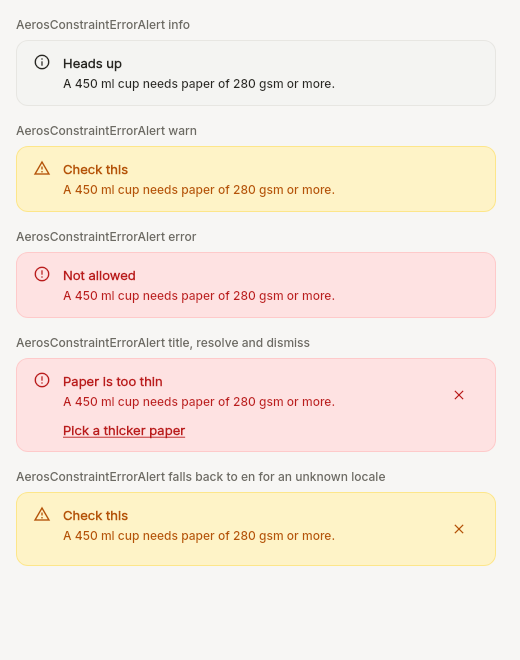 AerosConstraintErrorAlert info
Heads up
A 450 ml cup needs paper of 280 gsm or more.
AerosConstraintErrorAlert warn
Check this
A 450 ml cup needs paper of 280 gsm or more.
AerosConstraintErrorAlert error
Not allowed
A 450 ml cup needs paper of 280 gsm or more.
AerosConstraintErrorAlert title, resolve and dismiss
Paper is too thin
A 450 ml cup needs paper of 280 gsm or more.
Pick a thicker paper
AerosConstraintErrorAlert falls back to en for an unknown locale
Check this
A 450 ml cup needs paper of 280 gsm or more.